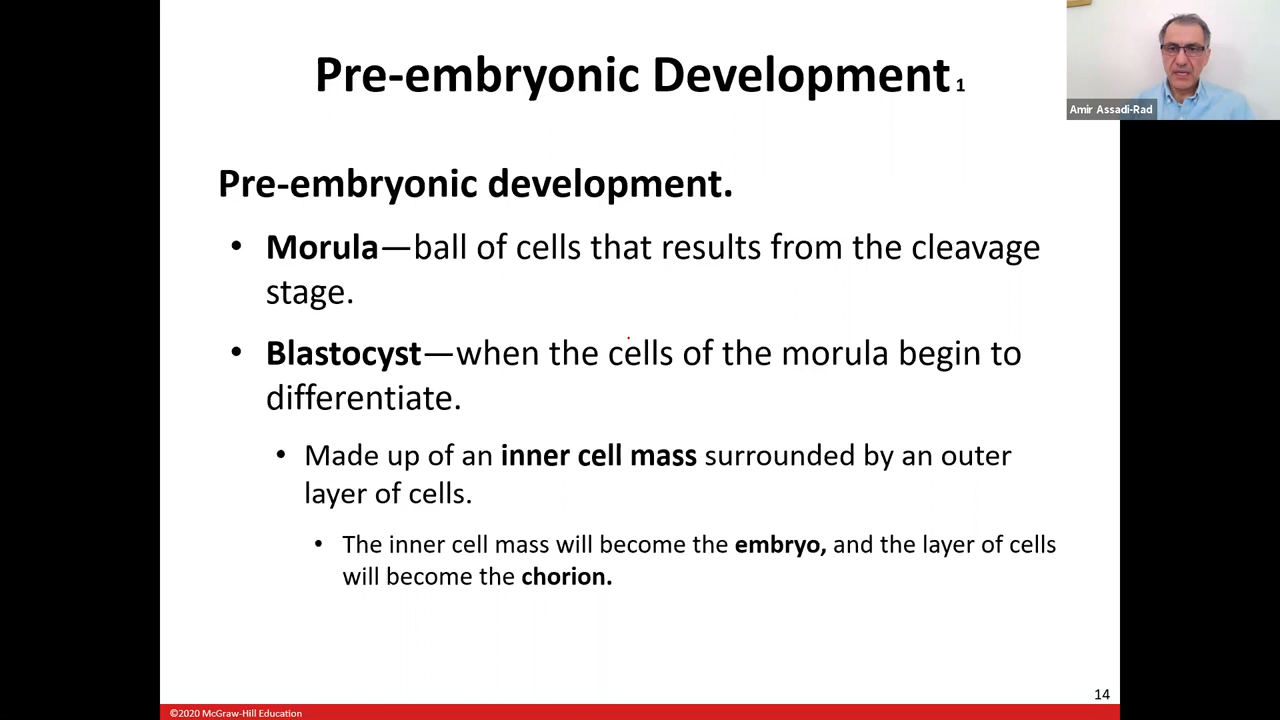 Pre-embryonic Development 1
Amir Assadi-Rad
Pre-embryonic development.
• Morula—ball of cells that results from the cleavage
stage.
• Blastocyst—when the cells of the morula begin to
differentiate.
• Made up of an inner cell mass surrounded by an outer
layer of cells.
• The inner cell mass will become the embryo, and the layer of cells
will become the chorion.
14
©2020 McGraw-Hill Education